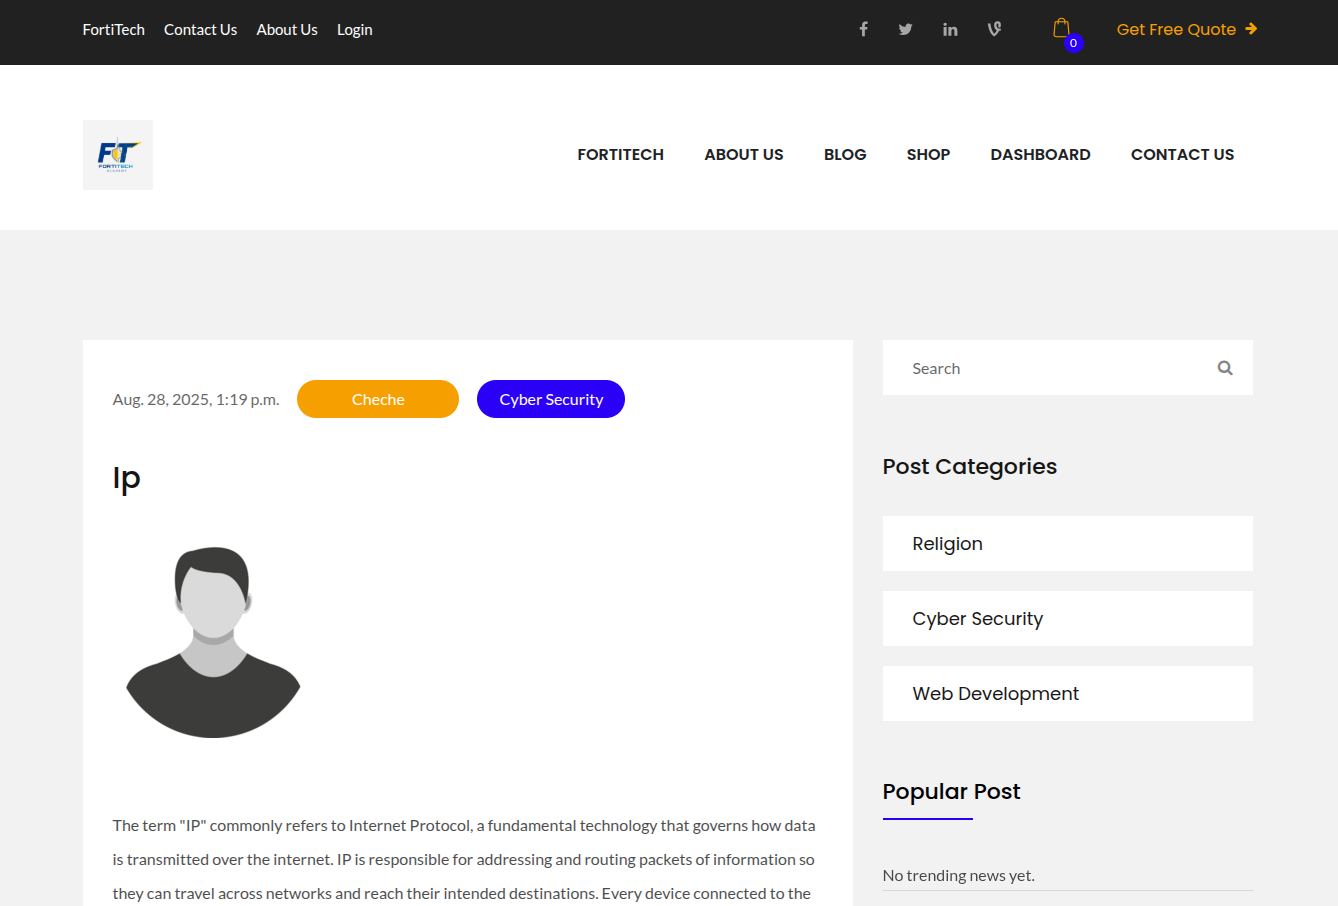 FortiTech Contact Us About Us Login
0
Get Free Quote
FT
FORTITECH
ACADEMY
FORTITECH ABOUT US BLOG SHOP DASHBOARD CONTACT US
Aug. 28, 2025, 1:19 p.m. Cheche Cyber Security
Ip
The term "IP" commonly refers to Internet Protocol, a fundamental technology that governs how data
is transmitted over the internet. IP is responsible for addressing and routing packets of information so
they can travel across networks and reach their intended destinations. Every device connected to the
Search
Post Categories
Religion
Cyber Security
Web Development
Popular Post
No trending news yet.